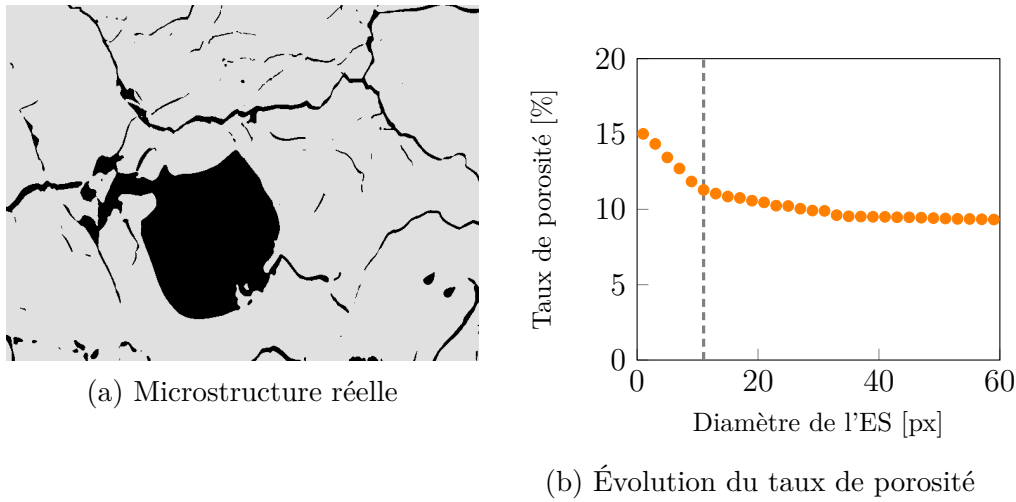 (a) Microstructure réelle
Taux de porosité [%]
20
15
10
5
0
0 20 40 60
Diamètre de l'ES [px]
(b) Évolution du taux de porosité